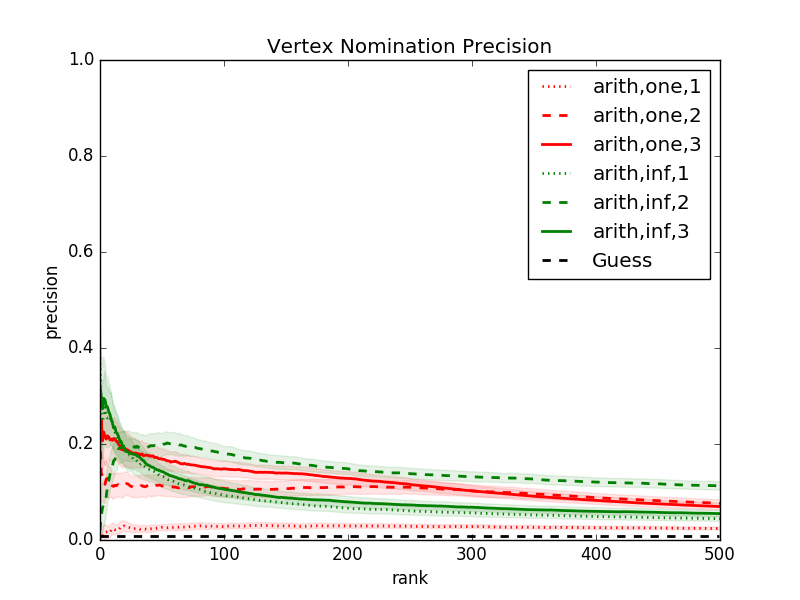 Vertex Nomination Precision
1.0
0.8
0.6
0.4
0.2
0.0
precision
0
100
200
300
400
500
rank
arith,one,1
arith,one,2
arith,one,3
arith,inf,1
arith,inf,2
arith,inf,3
Guess